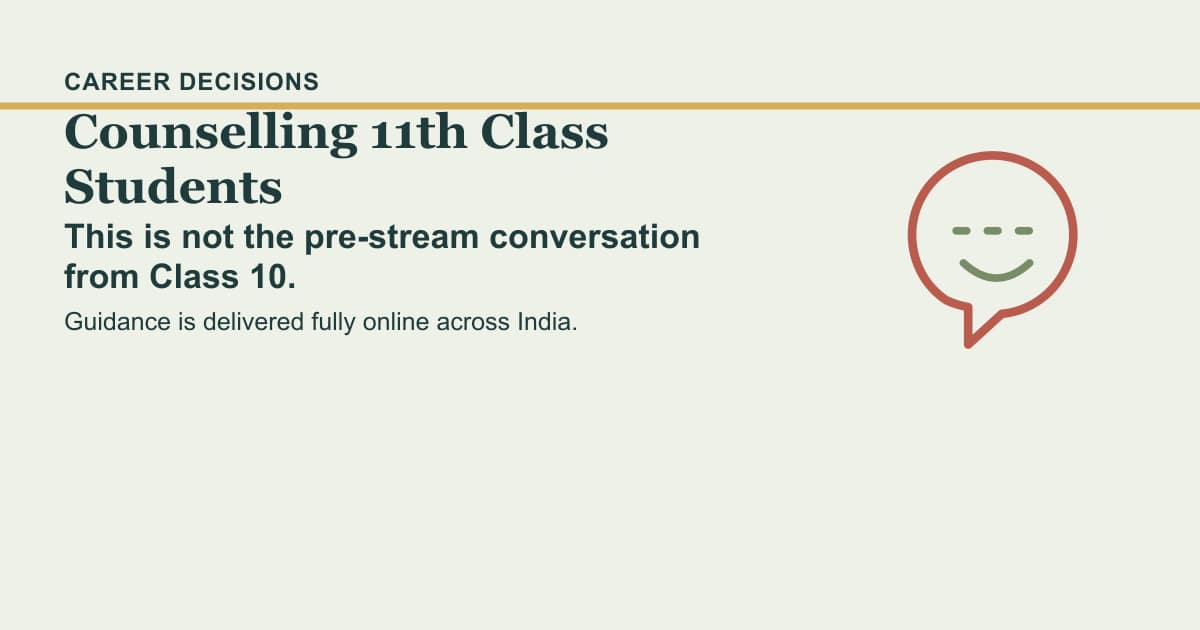 CAREER DECISIONS
Counselling 11th Class
Students
This is not the pre-stream conversation
from Class 10.
Guidance is delivered fully online across India.